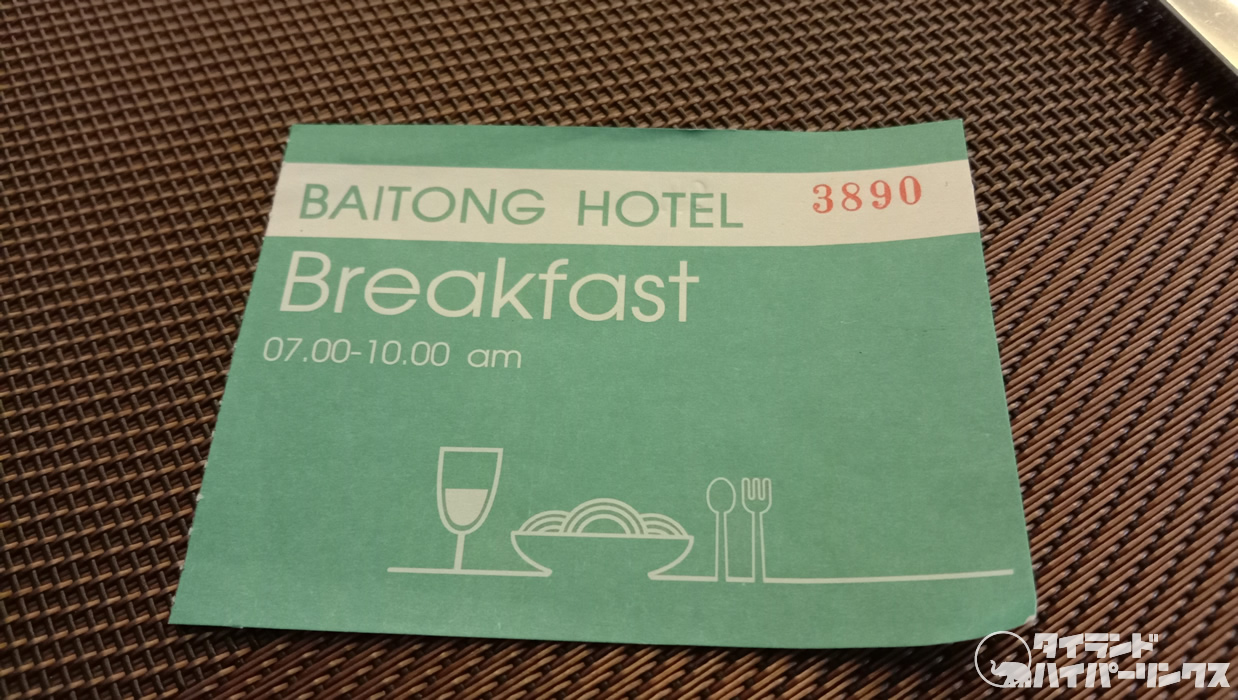 BAITONG HOTEL 3890
Breakfast
07.00-10.00 am
タイランド
ハイパーリンクス